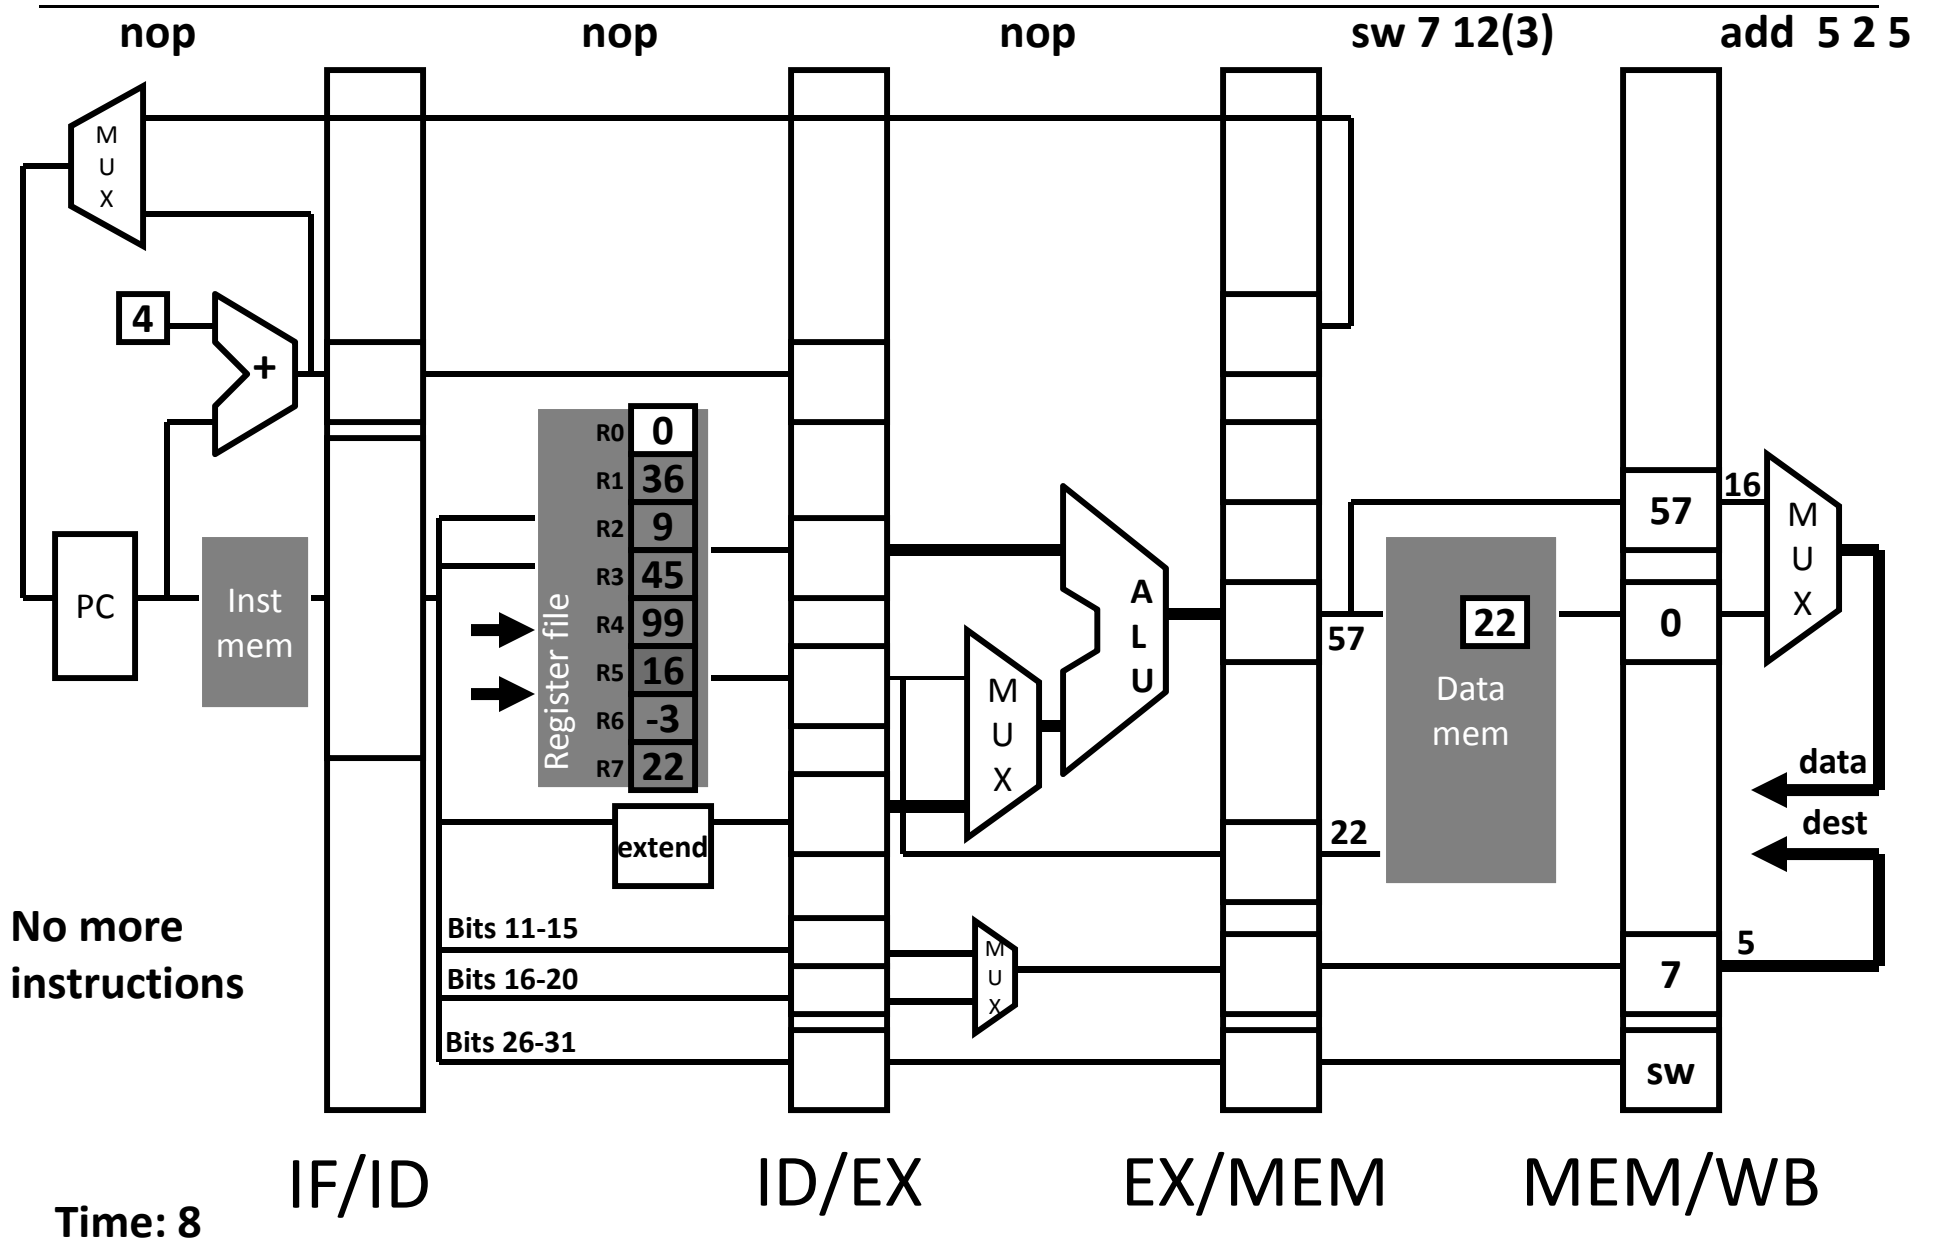 nop nop nop sw 7 12(3) add 5 2 5
M
U
X
4
+
PC
Inst
mem
Register file
R0 0
R1 36
R2 9
R3 45
R4 99
R5 16
R6 -3
R7 22
extend
Bits 11-15
Bits 16-20
Bits 26-31
M
U
X
A
L
U
M
U
X
57
22
22
Data
mem
57
0
7
sw
16
M
U
X
data
dest
5
No more
instructions
IF/ID ID/EX EX/MEM MEM/WB
Time: 8